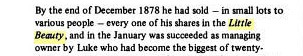 By the end of December 1878 he had sold – in small lots to
various people – every one of his shares in the Little
Beauty, and in the January was succeeded as managing
owner by Luke who had become the biggest of twenty-